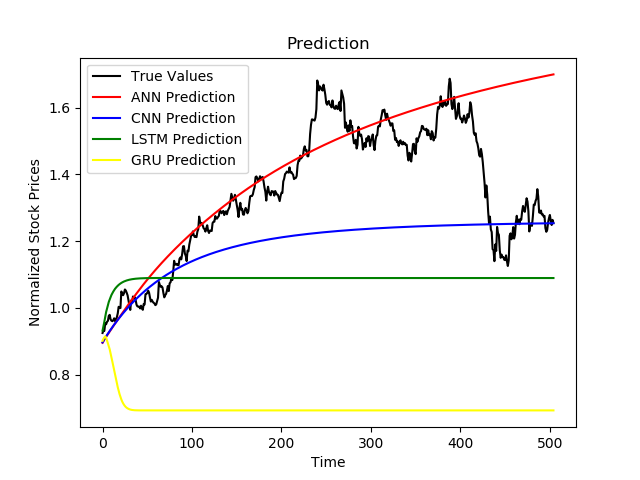 Prediction
True Values
ANN Prediction
CNN Prediction
LSTM Prediction
GRU Prediction
1.6
1.4
1.2
1.0
0.8
Normalized Stock Prices
0 100 200 300 400 500
Time